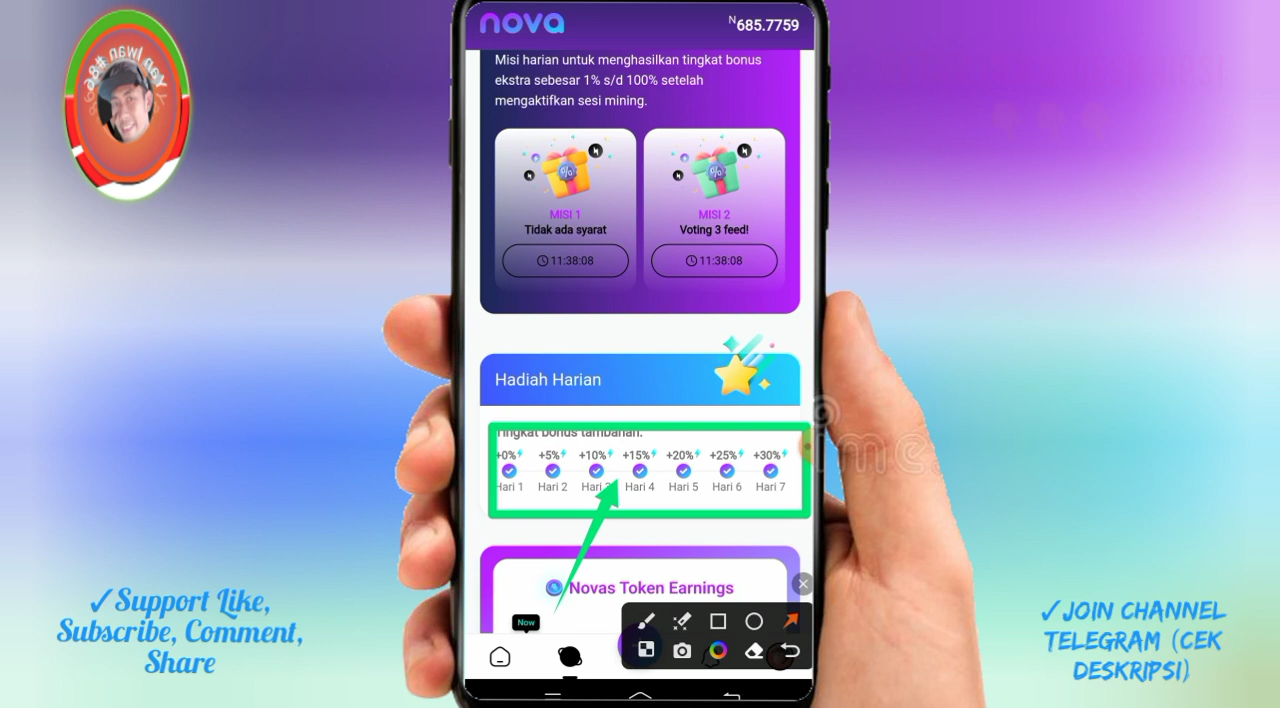 Yan Iwan #86
nova
N685.7759
Misi harian untuk menghasilkan tingkat bonus
ekstra sebesar 1% s/d 100% setelah
mengaktifkan sesi mining.
MISI 1
Tidak ada syarat
11:38:08
MISI 2
Voting 3 feed!
11:38:08
Hadiah Harian
Tingkat bonus tambahan.
+0% +5% +10% +15% +20% +25% +30%
Hari 1 Hari 2 Hari 3 Hari 4 Hari 5 Hari 6 Hari 7
Novas Token Earnings
Now
✓Support Like,
Subscribe, Comment,
Share
✓JOIN CHANNEL
TELEGRAM (CEK
DESKRIPSI)